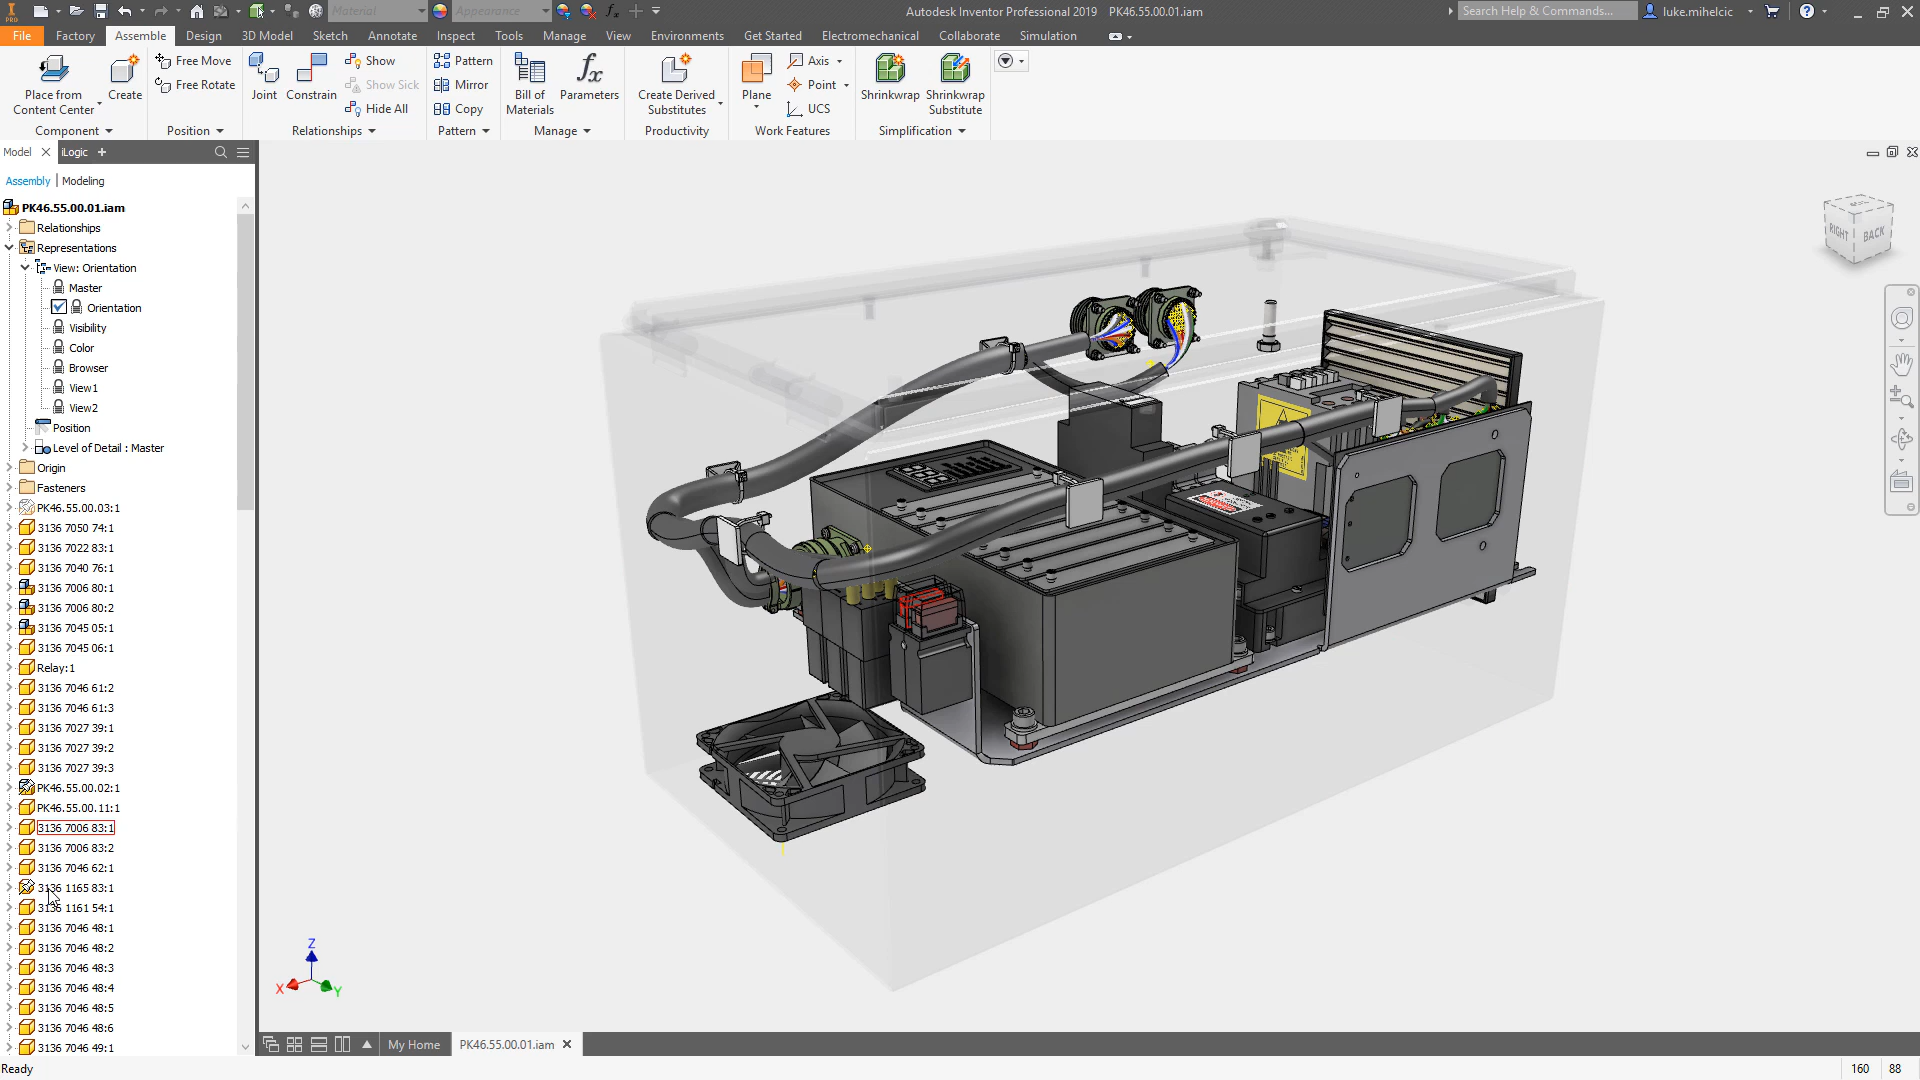 PRO
Material
Appearance
Autodesk Inventor Professional 2019 PK46.55.00.01.iam
Search Help & Commands...
luke.mihelcic
File Factory Assemble Design 3D Model Sketch Annotate Inspect Tools Manage View Environments Get Started Electromechanical Collaborate Simulation
Place from
Content Center
Create
Component
Free Move
Free Rotate
Position
Joint
Constrain
Show
Show Sick
Hide All
Relationships
Pattern
Mirror
Copy
Pattern
Bill of
Materials
Parameters
Manage
Create Derived
Substitutes
Productivity
Plane
Axis
Point
UCS
Work Features
Shrinkwrap
Shrinkwrap
Substitute
Simplification
Model
iLogic
Assembly | Modeling
PK46.55.00.01.iam
Relationships
Representations
View: Orientation
Master
Orientation
Visibility
Color
Browser
View1
View2
Position
Level of Detail : Master
Origin
Fasteners
PK46.55.00.03:1
3136 7050 74:1
3136 7022 83:1
3136 7040 76:1
3136 7006 80:1
3136 7006 80:2
3136 7045 05:1
3136 7045 06:1
Relay:1
3136 7046 61:2
3136 7046 61:3
3136 7027 39:1
3136 7027 39:2
3136 7027 39:3
PK46.55.00.02:1
PK46.55.00.11:1
3136 7006 83:1
3136 7006 83:2
3136 7046 62:1
3136 1165 83:1
3136 1161 54:1
3136 7046 48:1
3136 7046 48:2
3136 7046 48:3
3136 7046 48:4
3136 7046 48:5
3136 7046 48:6
3136 7046 49:1
RIGHT
BACK
Z
X
Y
My Home
PK46.55.00.01.iam
Ready
160 88